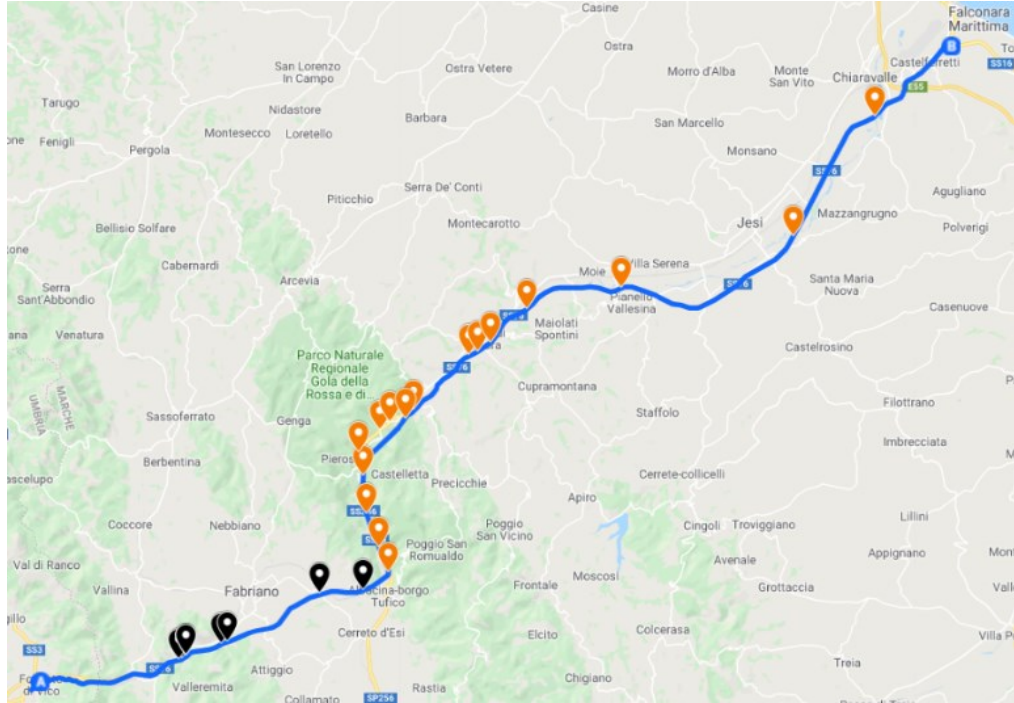 Casine
Falconara
Marittima
Ostra
San Lorenzo
In Campo
Ostra Vetere
Morro d'Alba
Monte
San Vito
Castelferretti
SS16
Chiaravalle
E55
Tarugo
Nidastore
Barbara
San Marcello
Montesecco
Loretello
Fenigli
Pergola
Monsano
Serra De' Conti
Agugliano
Piticchio
Mazzangrugno
Jesi
Montecarotto
Polverigi
Bellisio Solfare
Cabernardi
Moie
Villa Serena
Arcevia
Santa Maria
Nuova
Serra
Sant'Abbondio
Pianello
Vallesina
Casenuove
Maiolati
Spontini
Venatura
Castelrosino
Parco Naturale
Regionale
Gola della
Rossa e di...
SS76
Cupramontana
UMBRIA
MARCHE
Filottrano
Sassoferrato
Genga
Staffolo
Imbrecciata
Berbentina
Castelletta
Precicchie
Cerrete-collicelli
Apiro
Coccore
Nebbiano
Poggio
San Vicino
Cingoli
Troviggiano
Lillini
Poggio San
Romualdo
Avenale
Appignano
Val di Ranco
Moscosi
Frontale
Grottaccia
Vallina
Fabriano
Tufico
Cerreto d'Esi
Elcito
Colcerasa
SS3
Attiggio
Treia
A
Valleremita
Collamato
Rastia
SP256
Chigiano